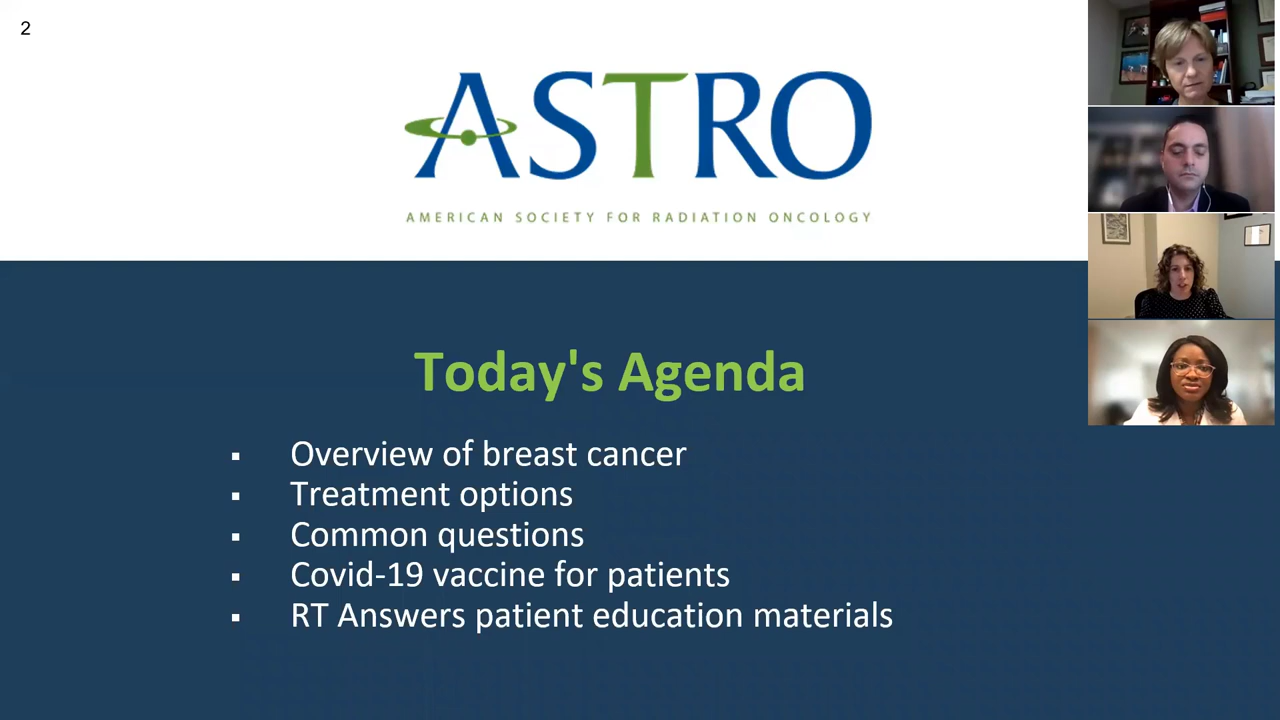 2
ASTRO
AMERICAN SOCIETY FOR RADIATION ONCOLOGY
Today's Agenda
▪ Overview of breast cancer
▪ Treatment options
▪ Common questions
▪ Covid-19 vaccine for patients
▪ RT Answers patient education materials